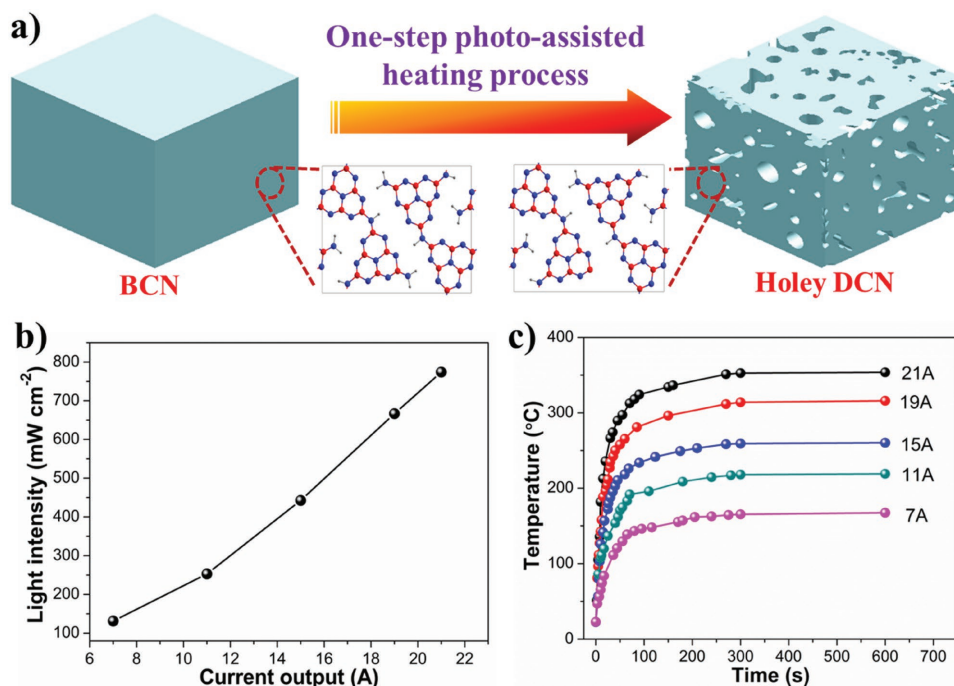 a)
One-step photo-assisted
heating process
BCN
Holey DCN
b)
Light intensity (mW cm⁻²)
800
700
600
500
400
300
200
100
6 8 10 12 14 16 18 20 22
Current output (A)
c)
Temperature (°C)
400
300
200
100
0
21A
19A
15A
11A
7A
0 100 200 300 400 500 600 700
Time (s)